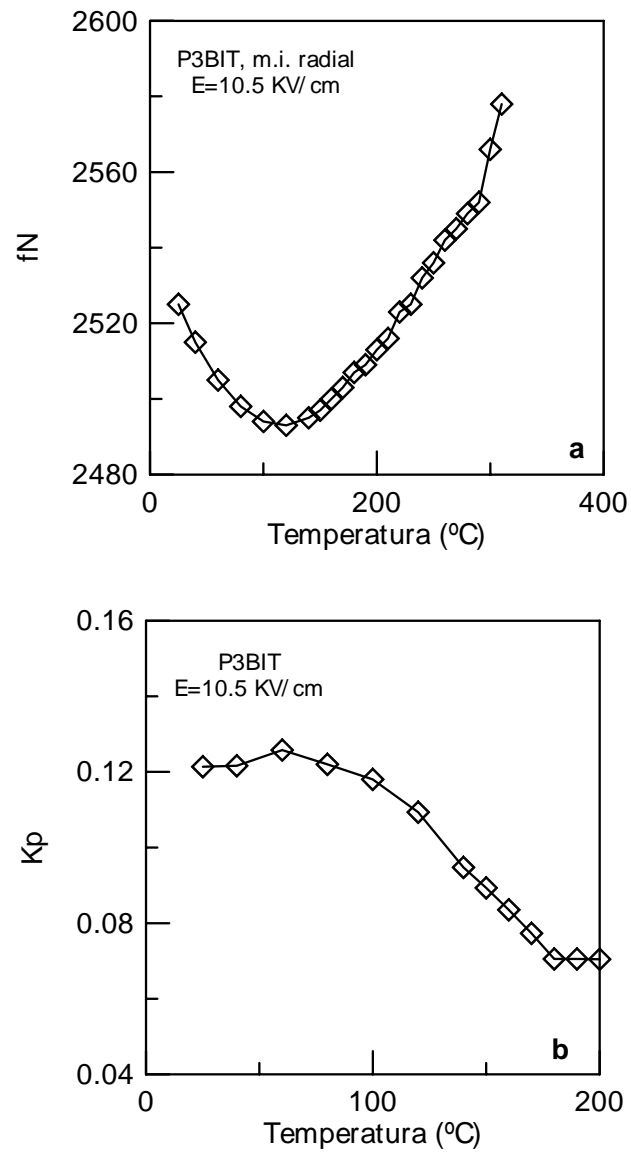 2600
P3BIT, m.i. radial
E=10.5 KV/cm
2560
fN
2520
2480
a
0
200
400
Temperatura (ºC)
0.16
P3BIT
E=10.5 KV/cm
0.12
Kp
0.08
0.04
b
0
100
200
Temperatura (ºC)